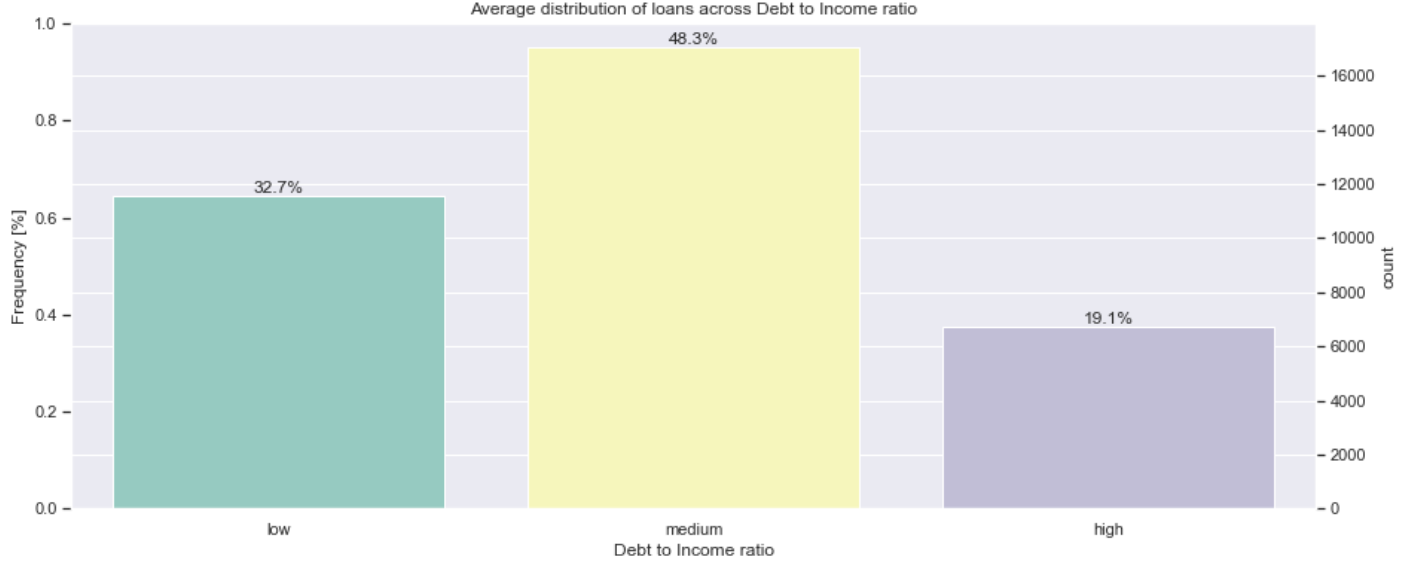 Average distribution of loans across Debt to Income ratio
1.0
0.8
0.6
0.4
0.2
0.0
Frequency [%]
32.7%
48.3%
19.1%
16000
14000
12000
10000
8000
6000
4000
2000
0
count
low
medium
high
Debt to Income ratio